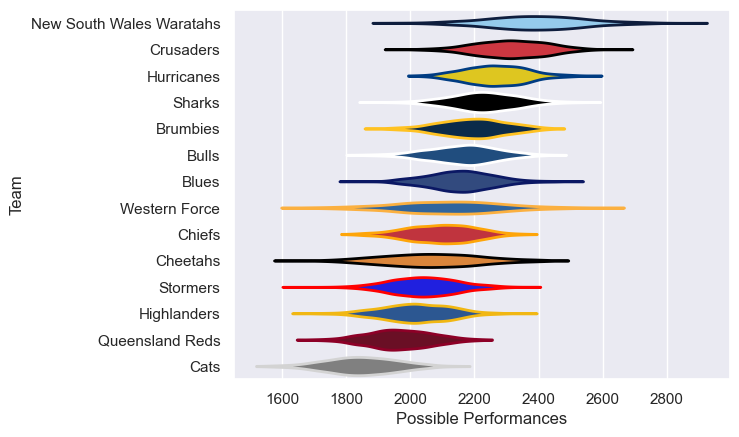 New South Wales Waratahs
Crusaders
Hurricanes
Sharks
Brumbies
Bulls
Blues
Western Force
Chiefs
Cheetahs
Stormers
Highlanders
Queensland Reds
Cats
Team
1600 1800 2000 2200 2400 2600 2800
Possible Performances